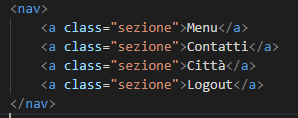 <nav>
    <a class="sezione">Menu</a>
    <a class="sezione">Contatti</a>
    <a class="sezione">Città</a>
    <a class="sezione">Logout</a>
</nav>